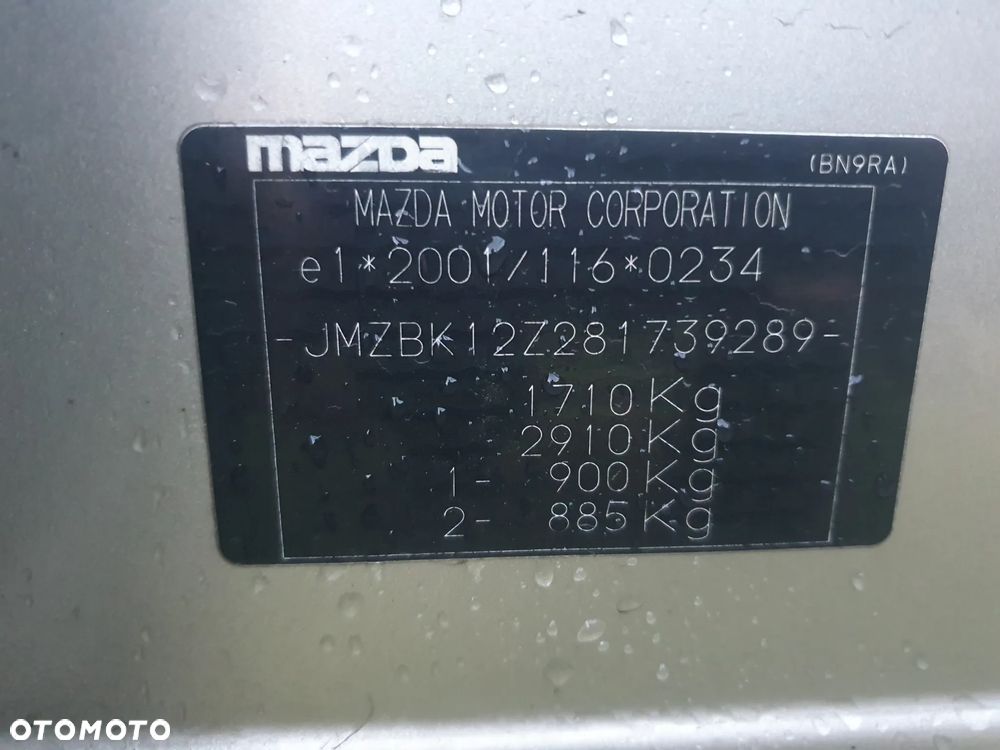 mazda
(BN9RA)
MAZDA MOTOR CORPORATION
e1*2001/116*0234
-JMZBK12Z281739289-
1710Kg
2910Kg
1- 900Kg
2- 885Kg
OTOMOTO